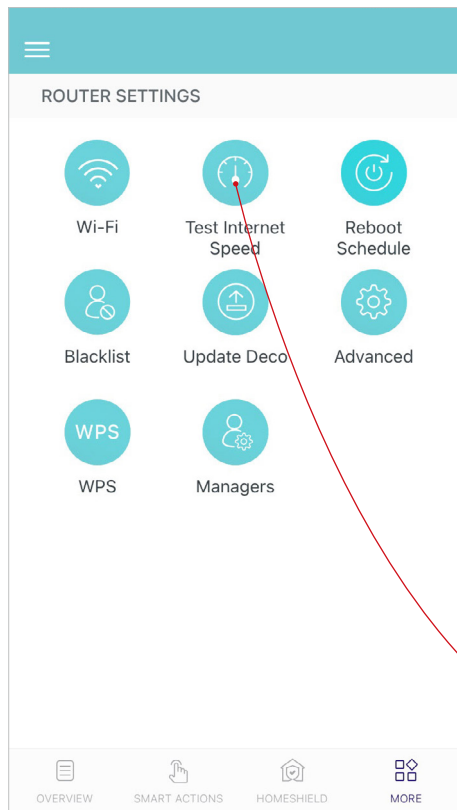 ROUTER SETTINGS
Wi-Fi
Test Internet
Speed
Reboot
Schedule
Blacklist
Update Deco
Advanced
WPS
WPS
Managers
OVERVIEW
SMART ACTIONS
HOMESHIELD
MORE